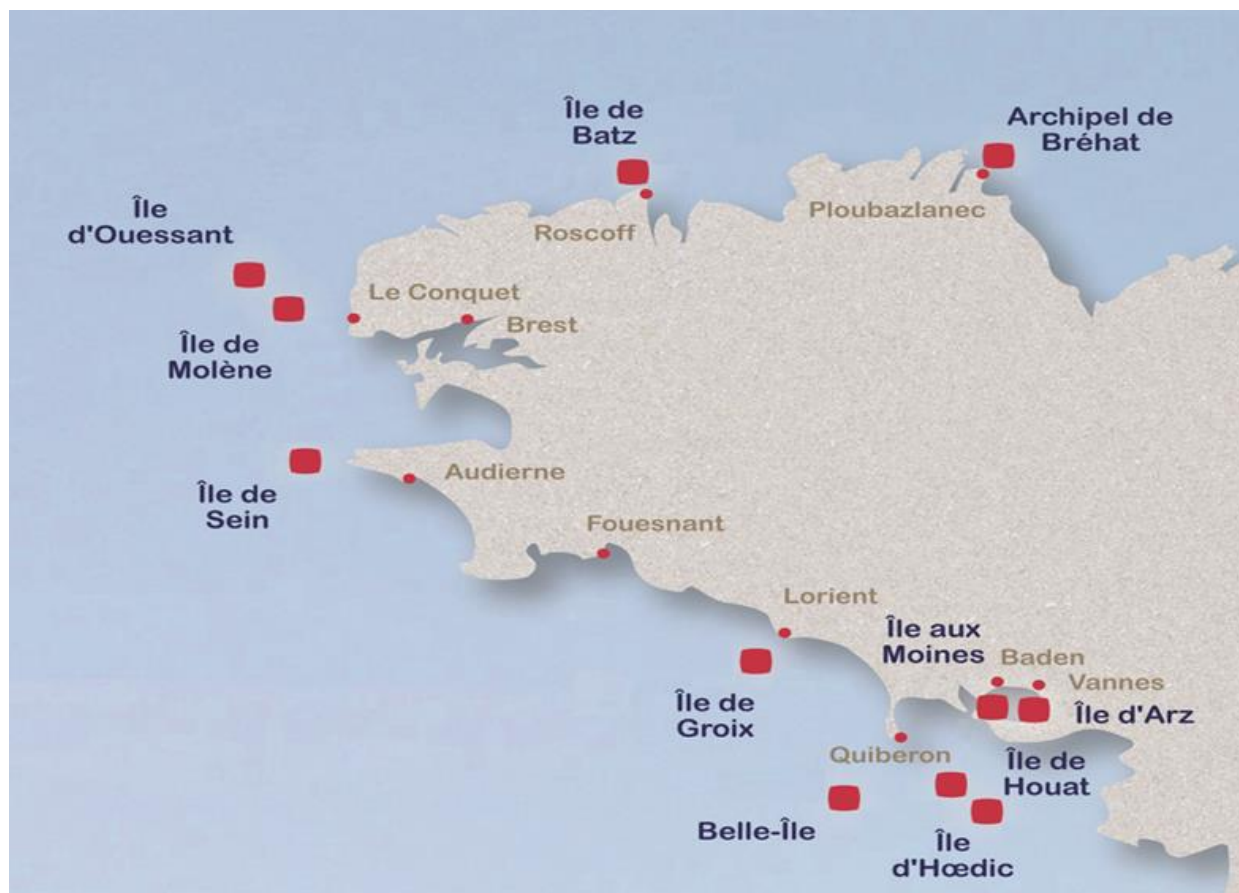 Île de
Batz
Archipel de
Bréhat
Île
d'Ouessant
Ploubazlanec
Roscoff
Le Conquet
Brest
Île de
Molène
Audierne
Île de
Sein
Fouesnant
Lorient
Île aux
Moines
Baden
Vannes
Île de
Groix
Île d'Arz
Quiberon
Île de
Houat
Belle-Île
Île
d'Hœdic